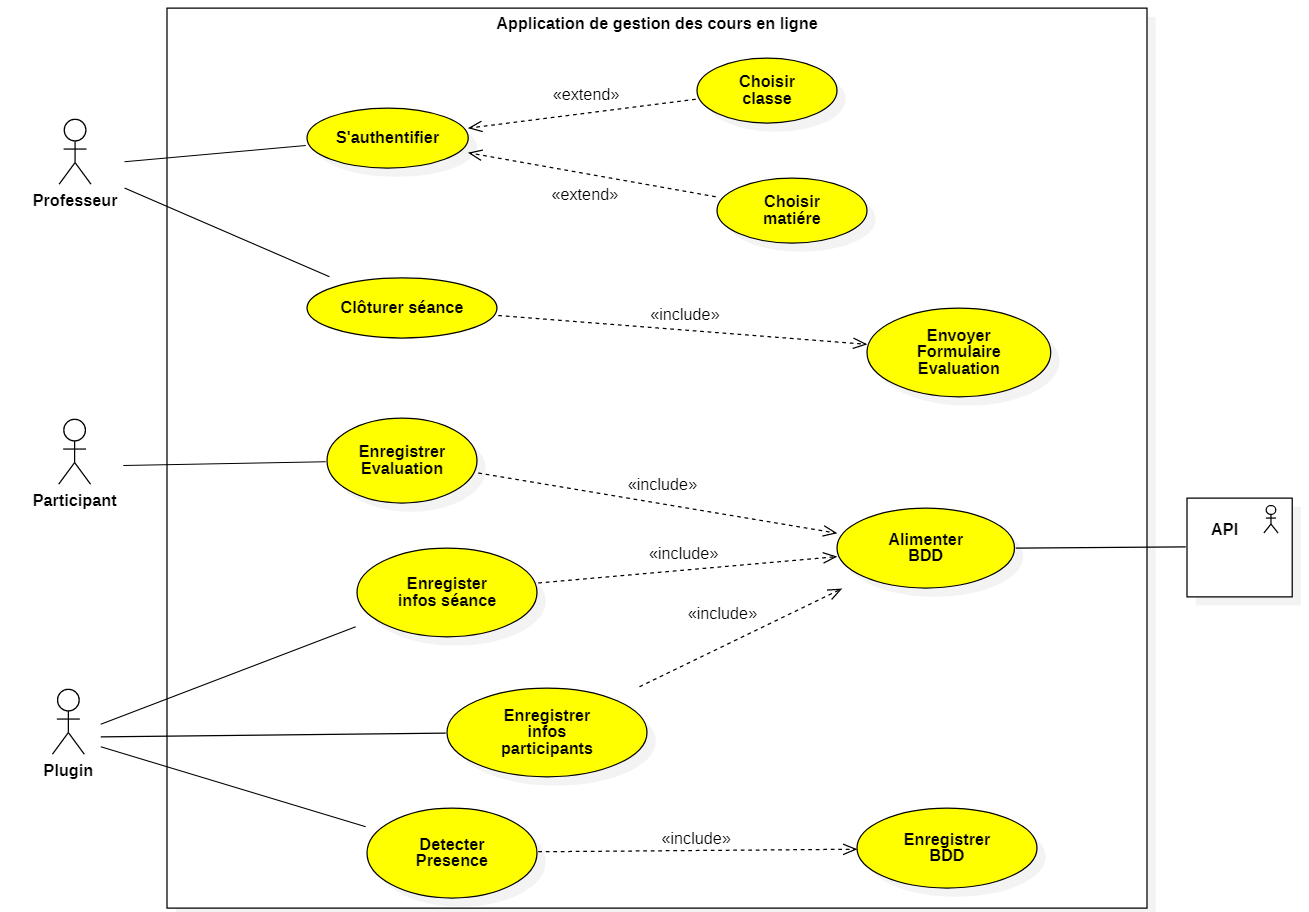 Application de gestion des cours en ligne
Choisir
classe
«extend»
S'authentifier
Professeur
«extend»
Choisir
matiére
Clôturer séance
«include»
Envoyer
Formulaire
Evaluation
Participant
Enregistrer
Evaluation
«include»
Alimenter
BDD
API
Enregister
infos séance
«include»
«include»
Plugin
Enregistrer
infos
participants
Detecter
Presence
«include»
Enregistrer
BDD